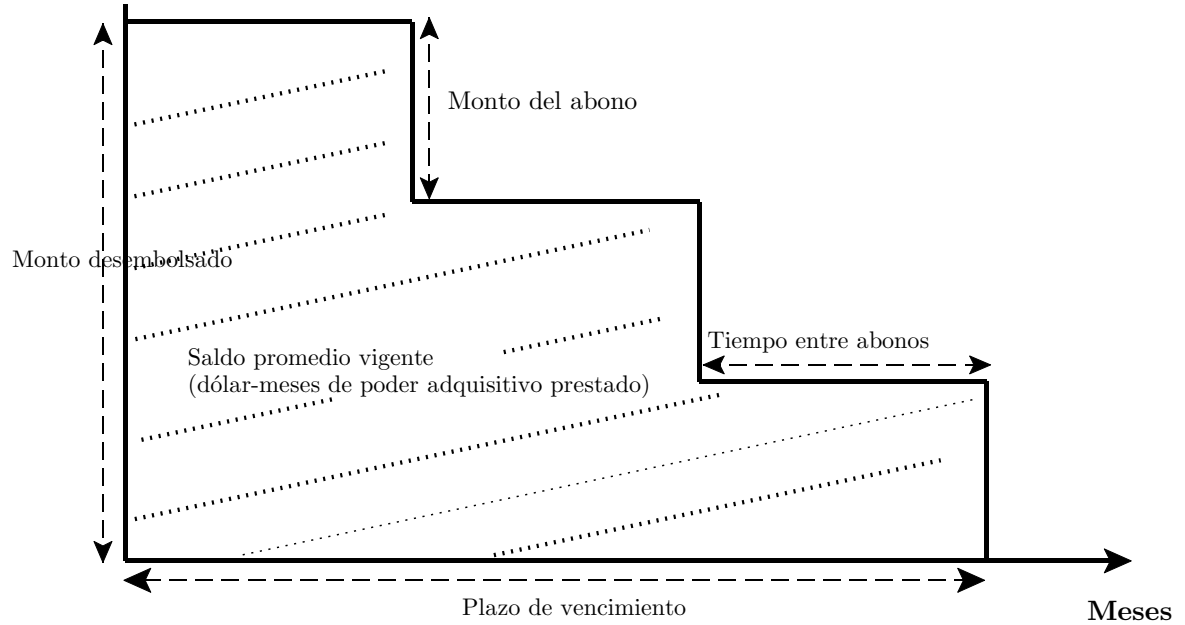 Monto del abono
Monto desembolsado
Tiempo entre abonos
Saldo promedio vigente
(dólar-meses de poder adquisitivo prestado)
Plazo de vencimiento
Meses